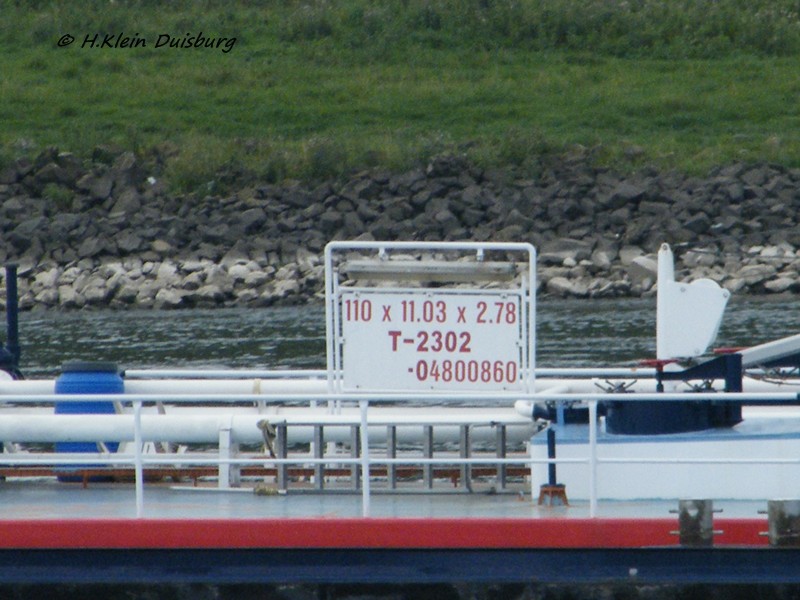 © H.Klein Duisburg
110 x 11.03 x 2.78
T-2302
-04800860